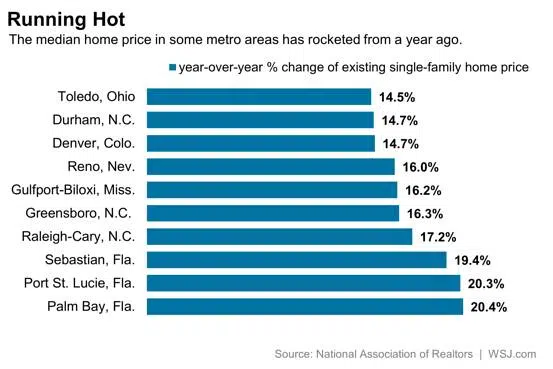 Running Hot
The median home price in some metro areas has rocketed from a year ago.
year-over-year % change of existing single-family home price
Toledo, Ohio 14.5%
Durham, N.C. 14.7%
Denver, Colo. 14.7%
Reno, Nev. 16.0%
Gulfport-Biloxi, Miss. 16.2%
Greensboro, N.C. 16.3%
Raleigh-Cary, N.C. 17.2%
Sebastian, Fla. 19.4%
Port St. Lucie, Fla. 20.3%
Palm Bay, Fla. 20.4%
Source: National Association of Realtors | WSJ.com